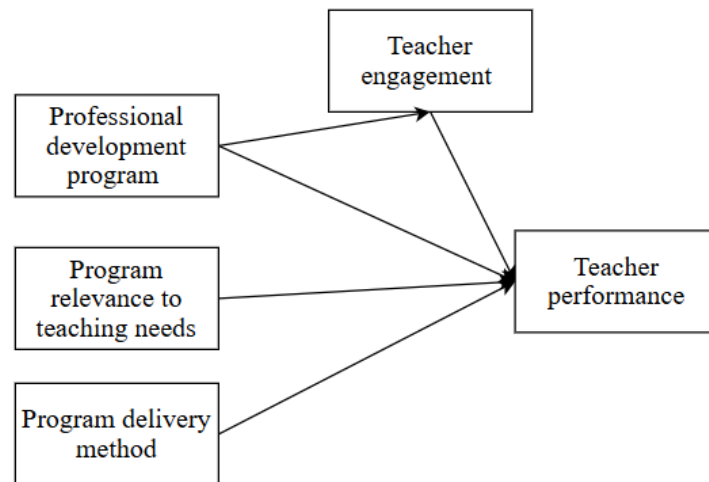 Teacher
engagement
Professional
development
program
Program
relevance to
teaching needs
Teacher
performance
Program delivery
method